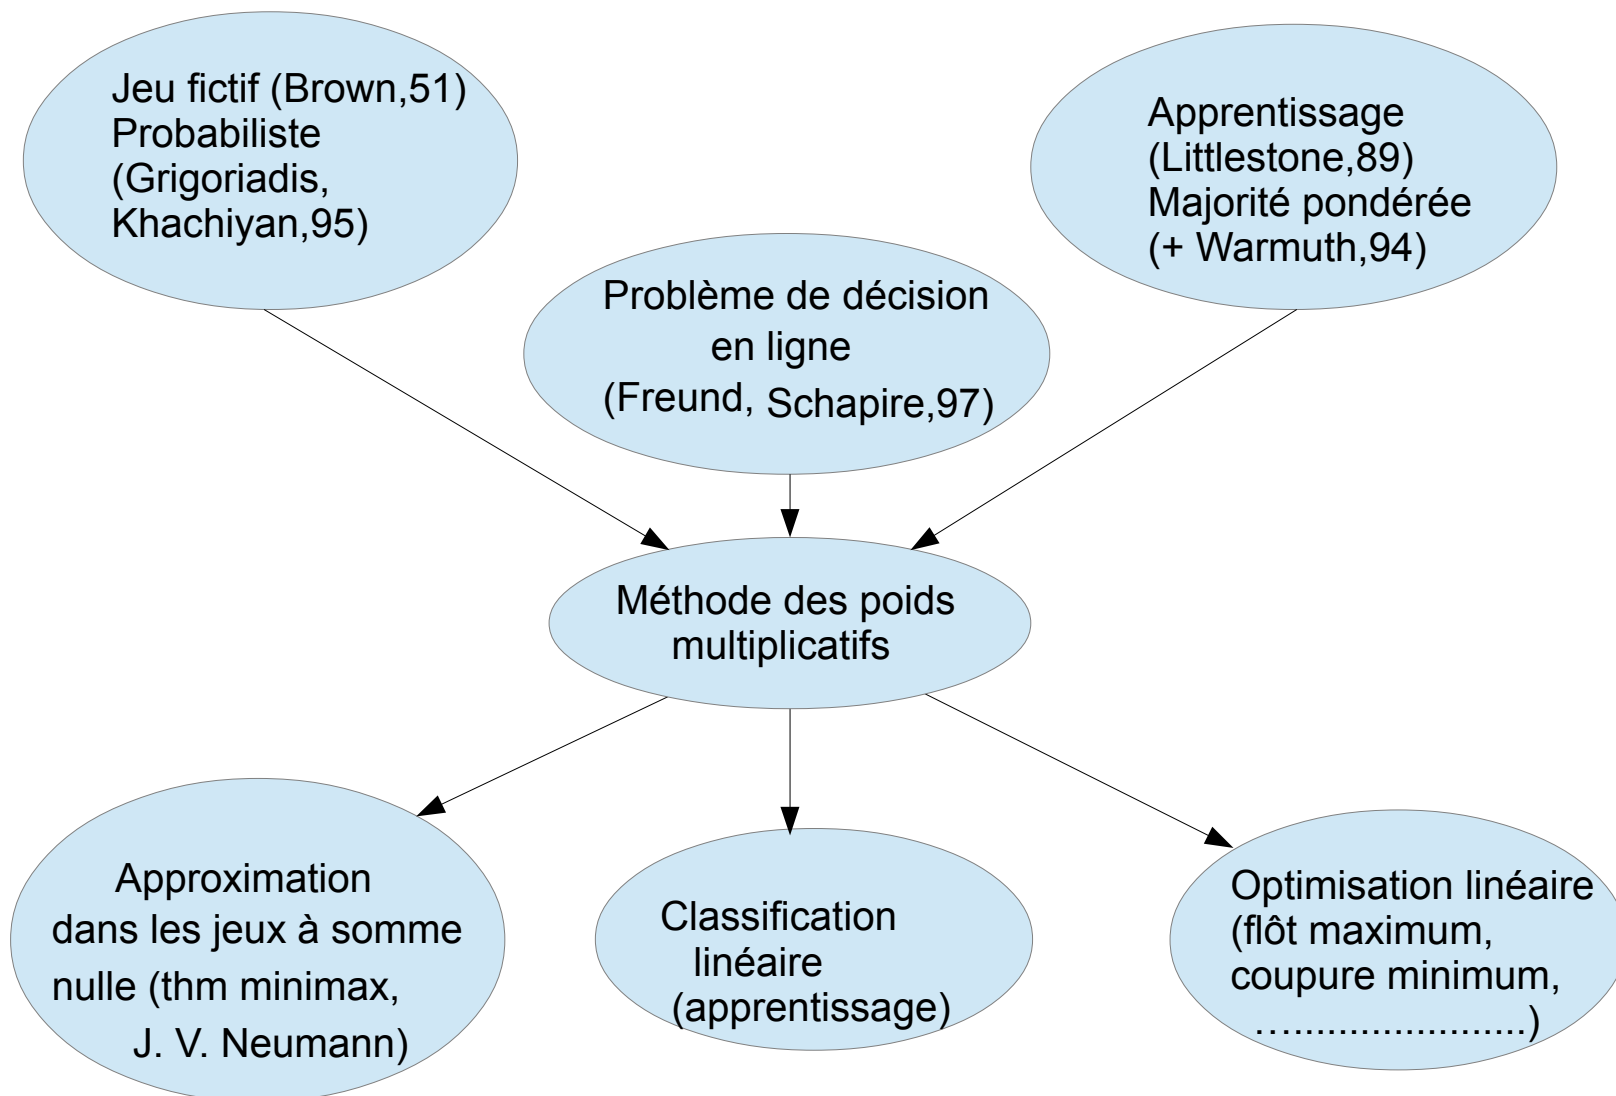 Jeu fictif (Brown,51)
Probabiliste
(Grigoriadis,
Khachiyan,95)
Apprentissage
(Littlestone,89)
Majorité pondérée
(+ Warmuth,94)
Problème de décision
en ligne
(Freund, Schapire,97)
Méthode des poids
multiplicatifs
Approximation
dans les jeux à somme
nulle (thm minimax,
J. V. Neumann)
Classification
linéaire
(apprentissage)
Optimisation linéaire
(flôt maximum,
coupure minimum,
…......................)